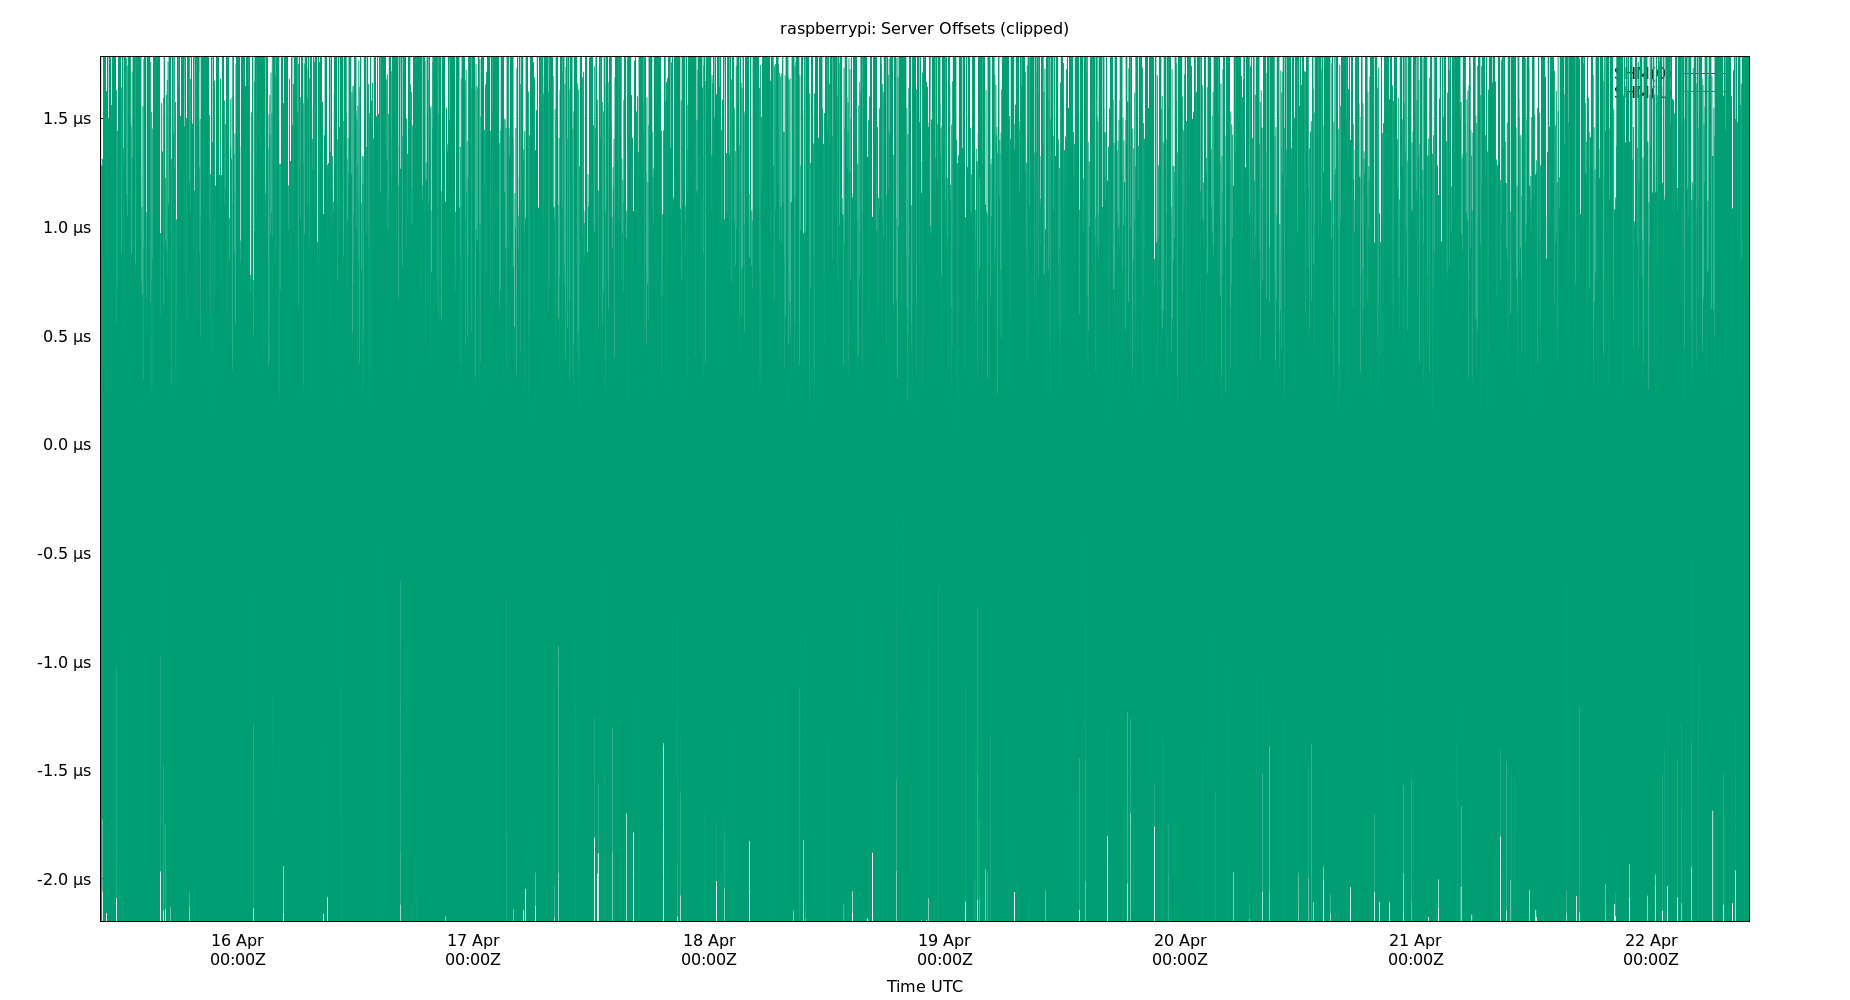 raspberrypi: Server Offsets (clipped)
1.5 µs
1.0 µs
0.5 µs
0.0 µs
-0.5 µs
-1.0 µs
-1.5 µs
-2.0 µs
16 Apr
00:00Z
17 Apr
00:00Z
18 Apr
00:00Z
19 Apr
00:00Z
20 Apr
00:00Z
21 Apr
00:00Z
22 Apr
00:00Z
Time UTC